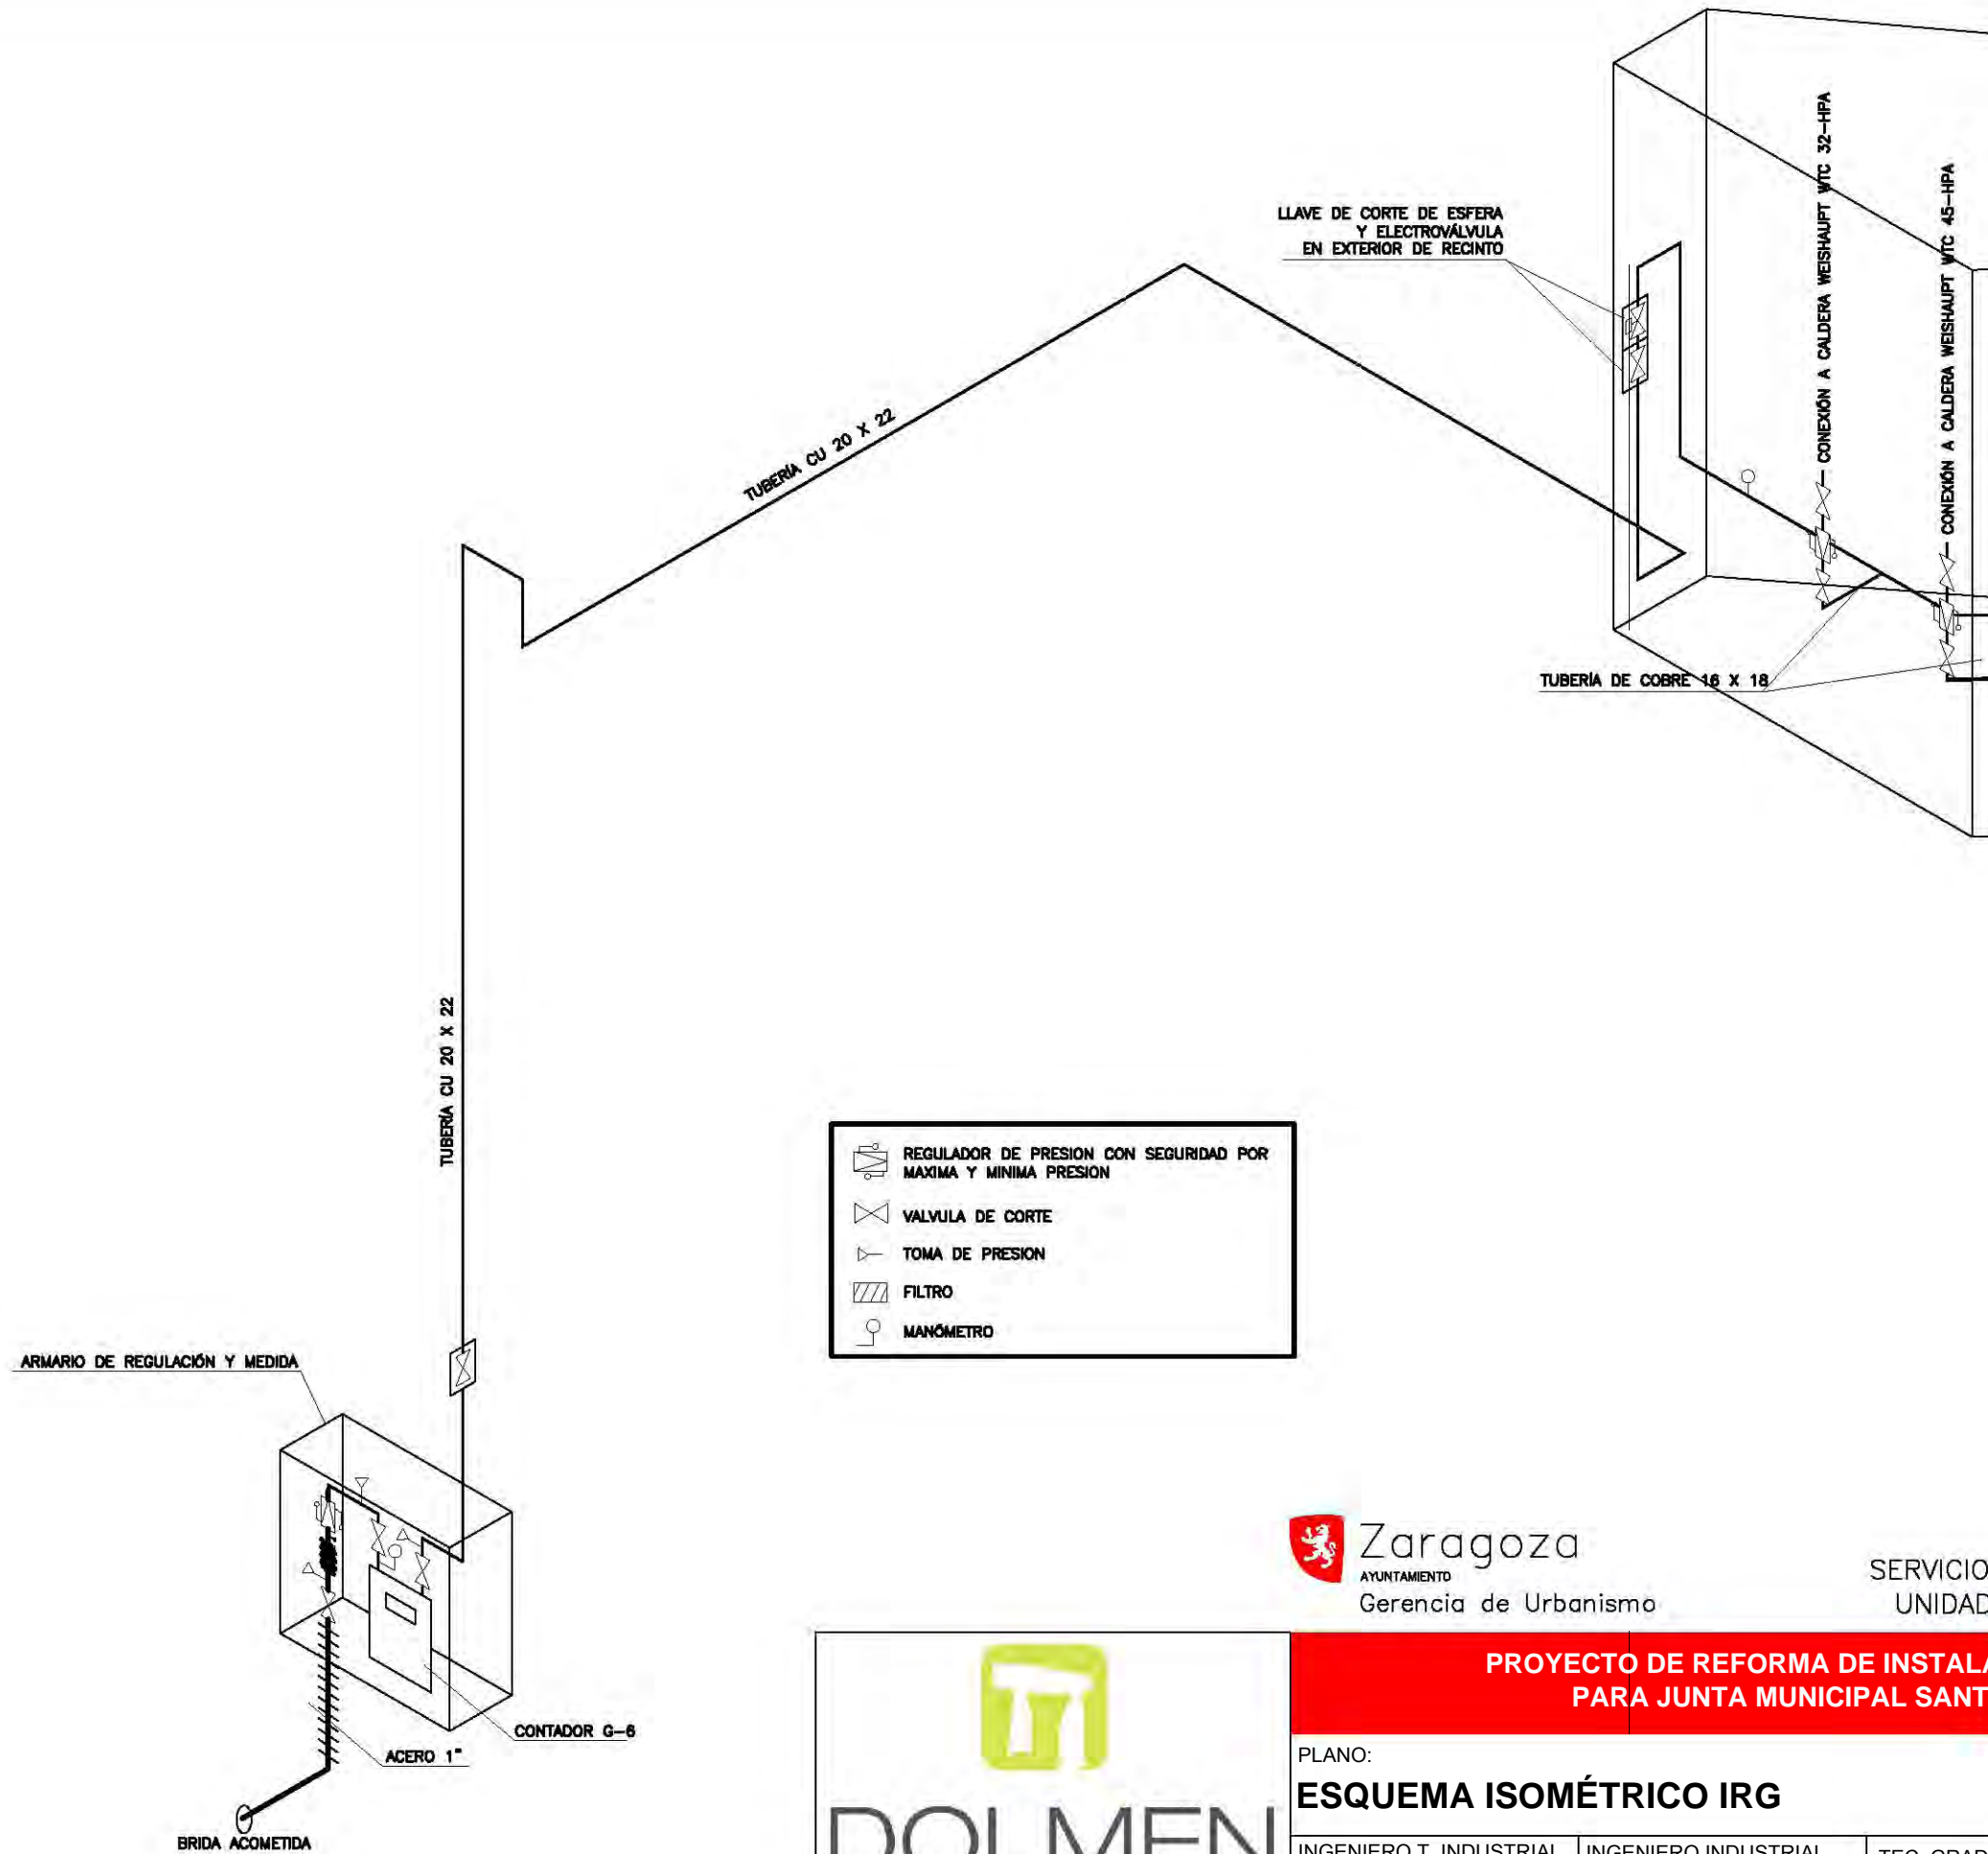 CONEXIÓN A CALDERA WEISHAUPT WTC 32-HPA
CONEXIÓN A CALDERA WEISHAUPT WTC 45-HPA
LLAVE DE CORTE DE ESFERA
Y ELECTROVÁLVULA
EN EXTERIOR DE RECINTO
TUBERÍA CU 20 X 22
TUBERÍA DE COBRE 16 X 18
TUBERÍA CU 20 X 22
REGULADOR DE PRESION CON SEGURIDAD POR
MAXIMA Y MINIMA PRESION
VALVULA DE CORTE
TOMA DE PRESION
FILTRO
MANÓMETRO
ARMARIO DE REGULACIÓN Y MEDIDA
CONTADOR G-6
ACERO 1"
BRIDA ACOMETIDA
Zaragoza
AYUNTAMIENTO
Gerencia de Urbanismo
SERVICIO
UNIDAD
PROYECTO DE REFORMA DE INSTALA
PARA JUNTA MUNICIPAL SANT
PLANO:
ESQUEMA ISOMÉTRICO IRG
DOLMEN
INGENIERO T. INDUSTRIAL
INGENIERO INDUSTRIAL